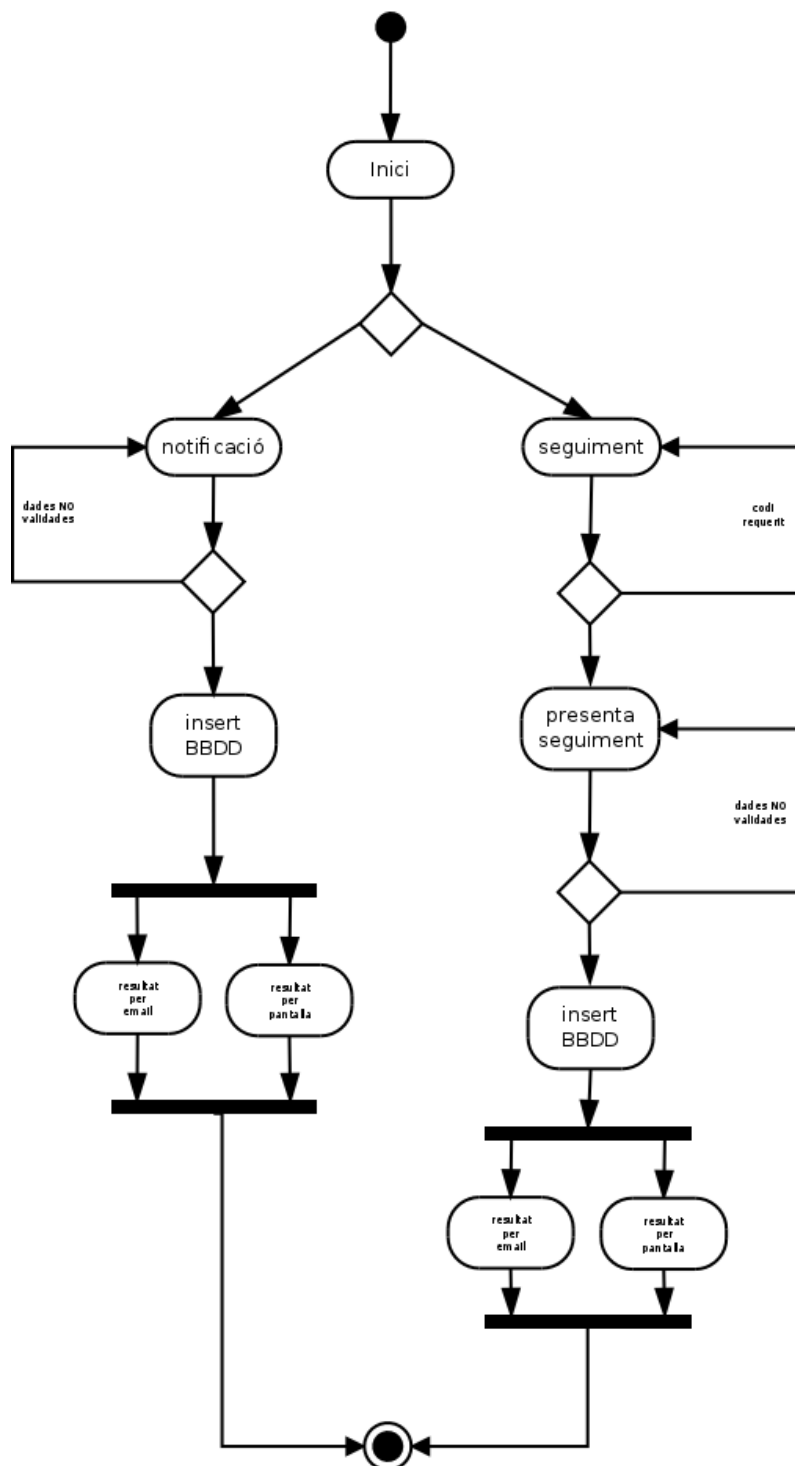 Inici
notificació
seguiment
dades NO
validades
codi
requerit
insert
BBDD
presenta
seguiment
dades NO
validades
resultat
per
email
resultat
per
pantalla
insert
BBDD
resultat
per
email
resultat
per
pantalla